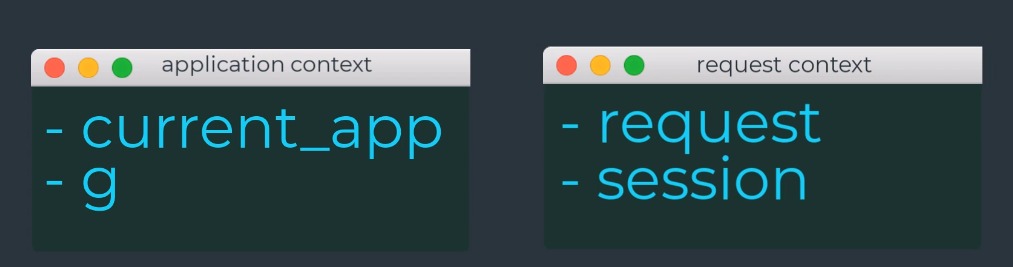 application context
- current_app
- g
request context
- request
- session